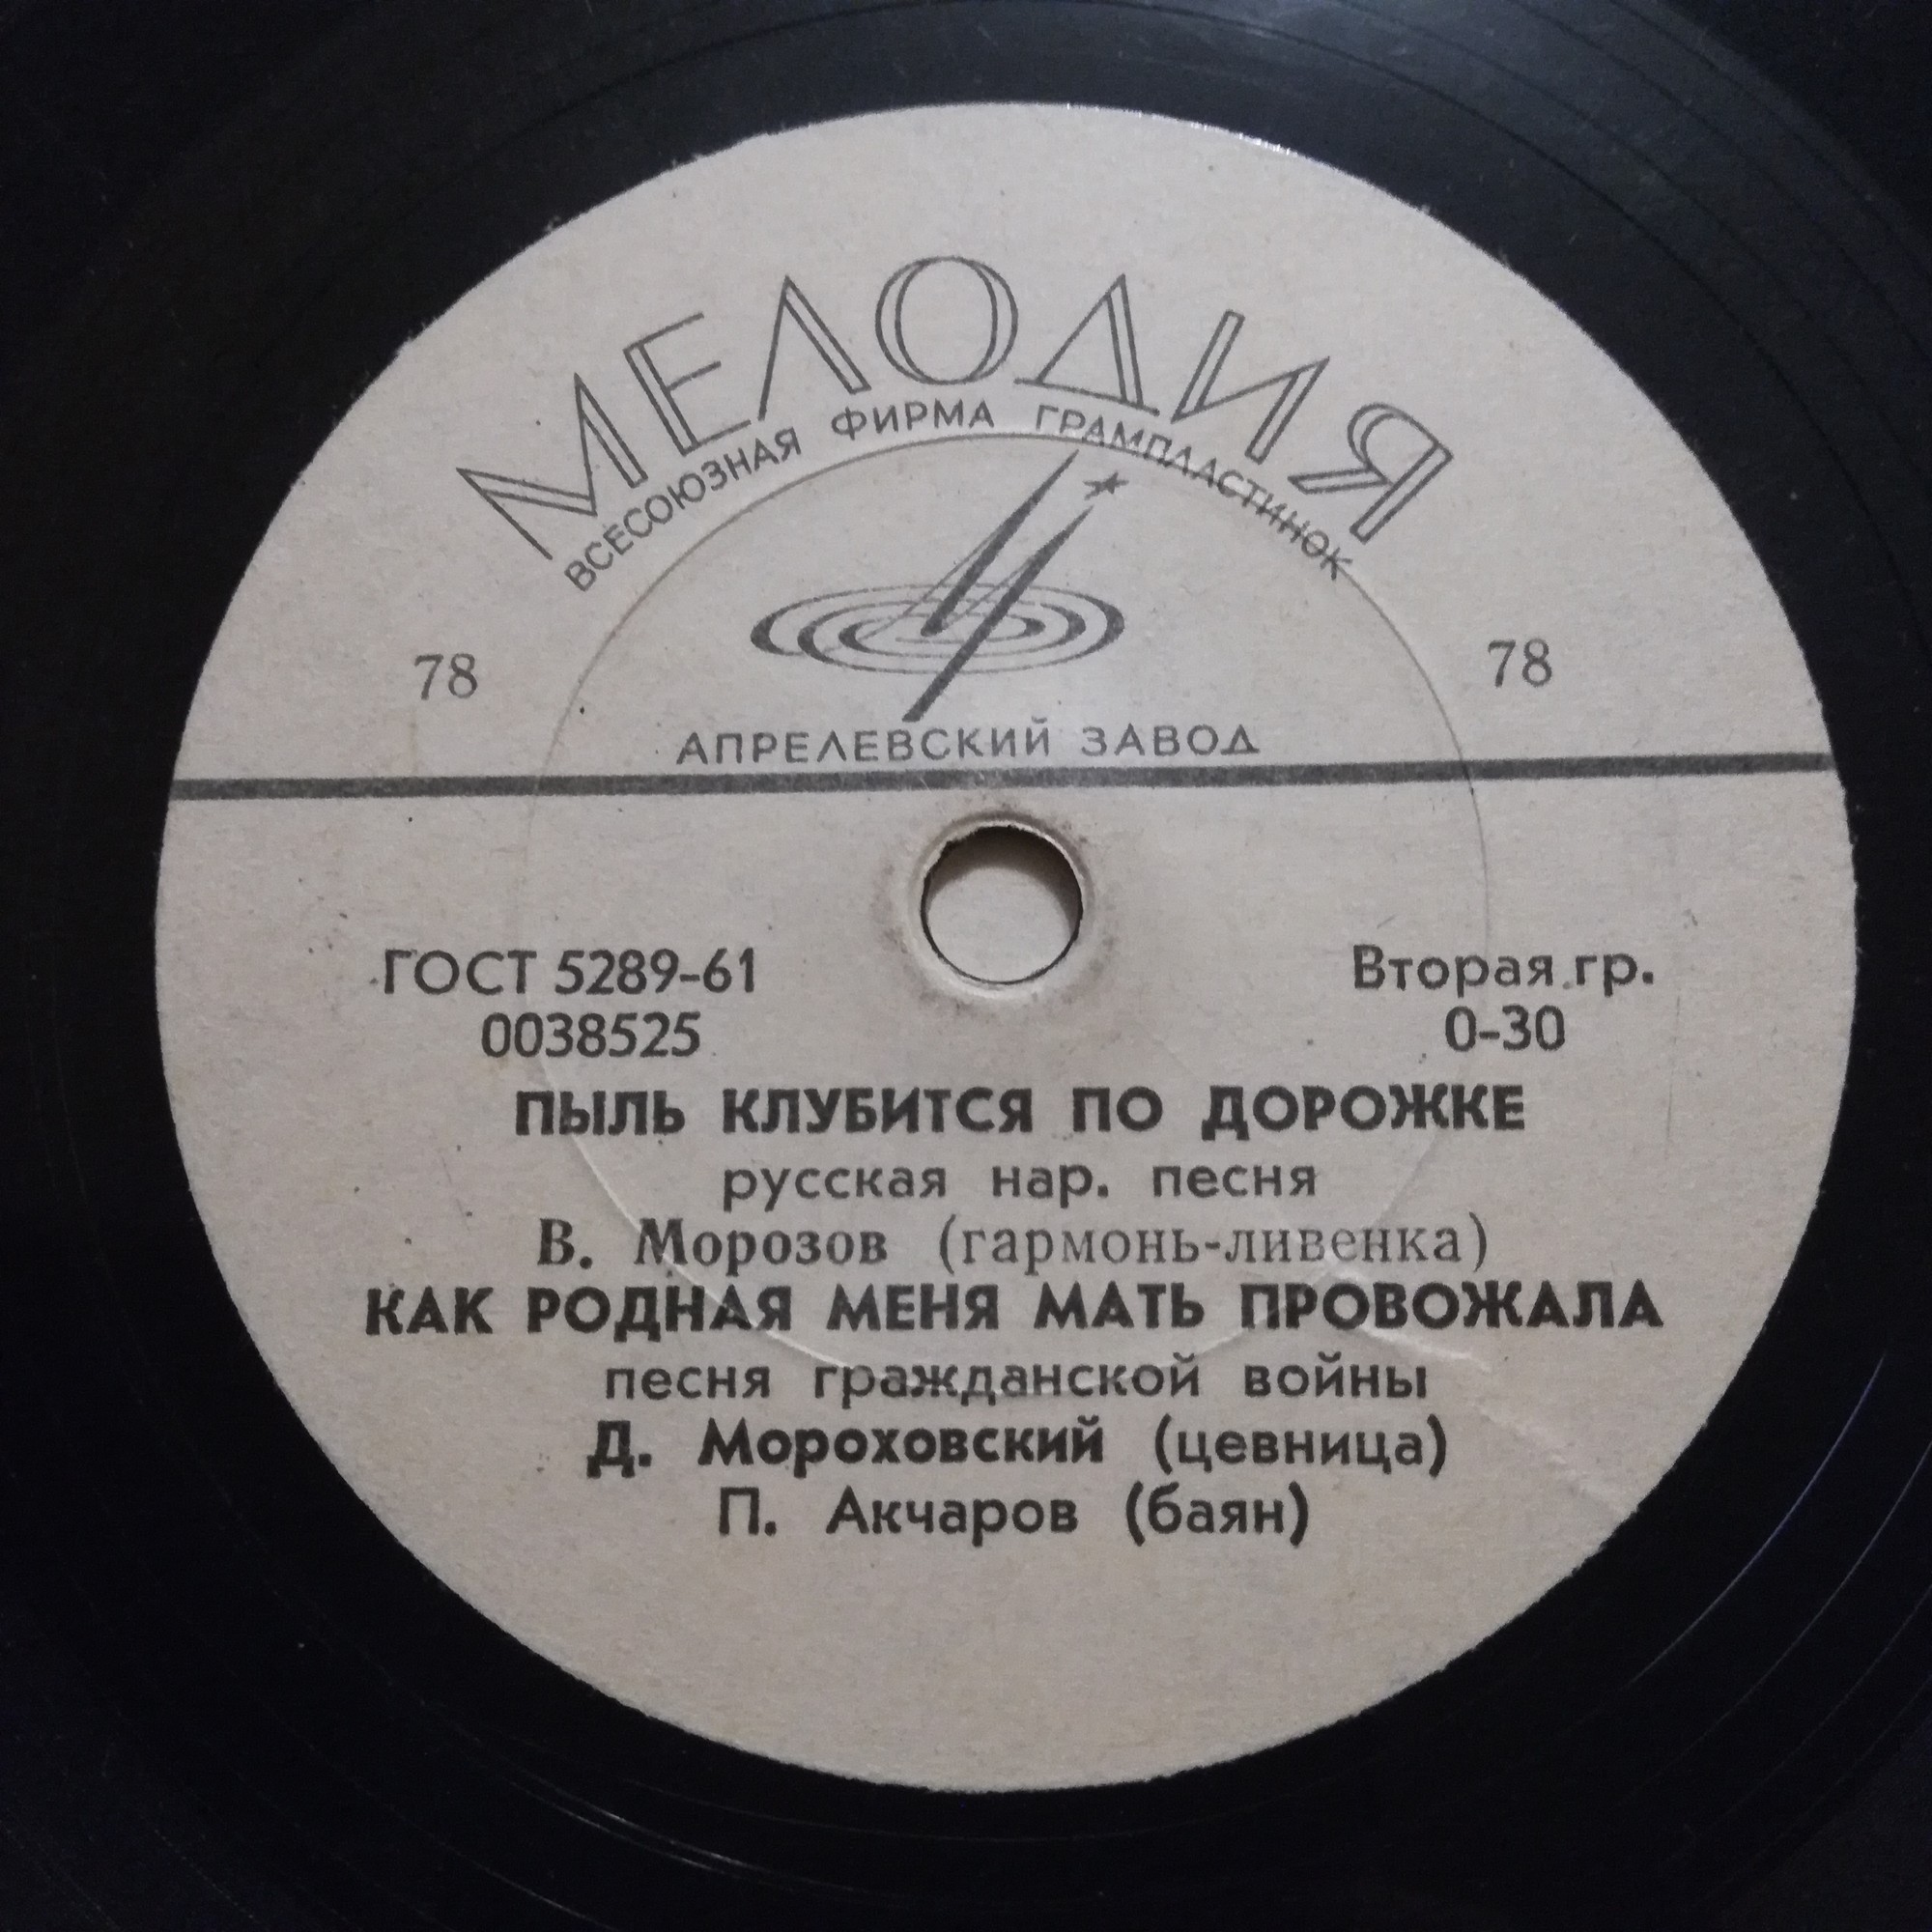 МЕЛОДИЯ
ВСЕСОЮЗНАЯ ФИРМА ГРАМПЛАСТИНОК
78 78
АПРЕЛЕВСКИЙ ЗАВОД
ГОСТ 5289-61 Вторая гр.
0038525 0-30
ПЫЛЬ КЛУБИТСЯ ПО ДОРОЖКЕ
русская нар. песня
В. Морозов (гармонь-ливенка)
КАК РОДНАЯ МЕНЯ МАТЬ ПРОВОЖАЛА
песня гражданской войны
Д. Мороховский (цевница)
П. Акчаров (баян)